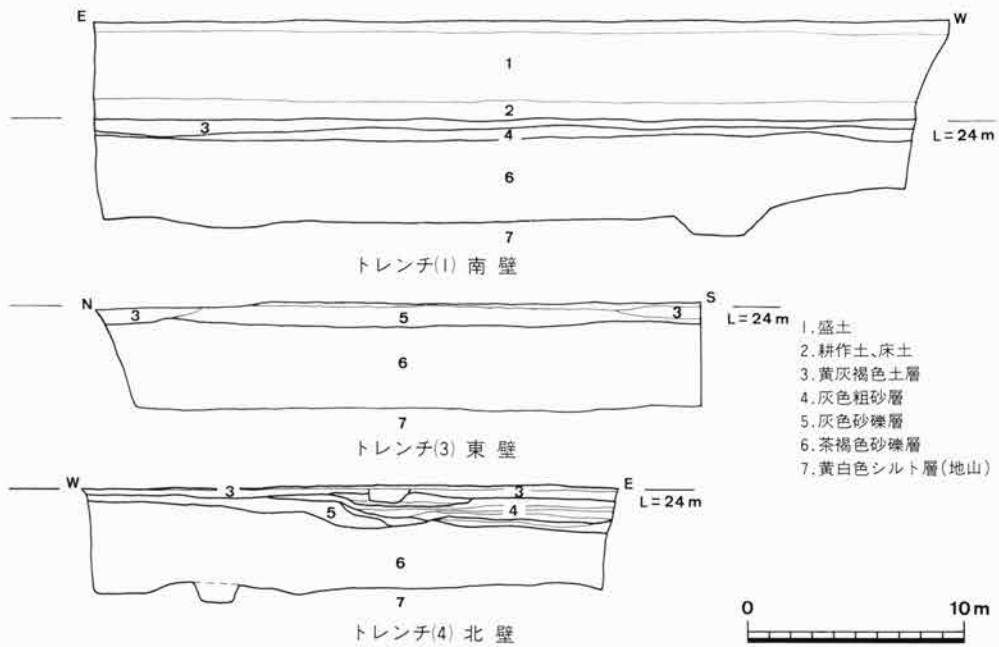 E W
1
2
3
4
L=24m
6
7
トレンチ(1) 南壁
N S
3 5 3
L=24m
6
7
トレンチ(3) 東壁
W E
3 3
L=24m
5 4
6
7
トレンチ(4) 北壁
1.盛土
2.耕作土、床土
3.黄灰褐色土層
4.灰色粗砂層
5.灰色砂礫層
6.茶褐色砂礫層
7.黄白色シルト層(地山)
0 10m